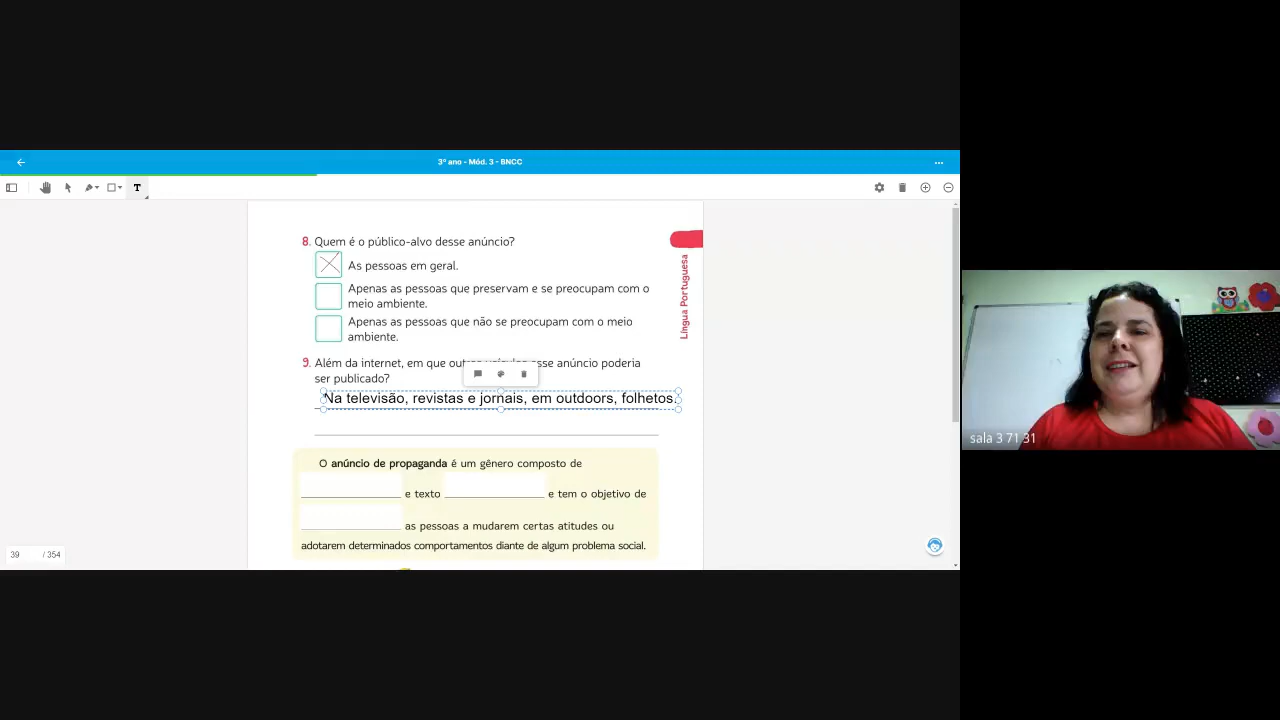 3º ano - Mód. 3 - BNCC
T
8. Quem é o público-alvo desse anúncio?
As pessoas em geral.
Apenas as pessoas que preservam e se preocupam com o
meio ambiente.
Apenas as pessoas que não se preocupam com o meio
ambiente.
Língua Portuguesa
9. Além da internet, em que outros esse anúncio poderia
ser publicado?
Na televisão, revistas e jornais, em outdoors, folhetos.
O anúncio de propaganda é um gênero composto de
e texto e tem o objetivo de
as pessoas a mudarem certas atitudes ou
adotarem determinados comportamentos diante de algum problema social.
39 / 354
sala 3 71 31